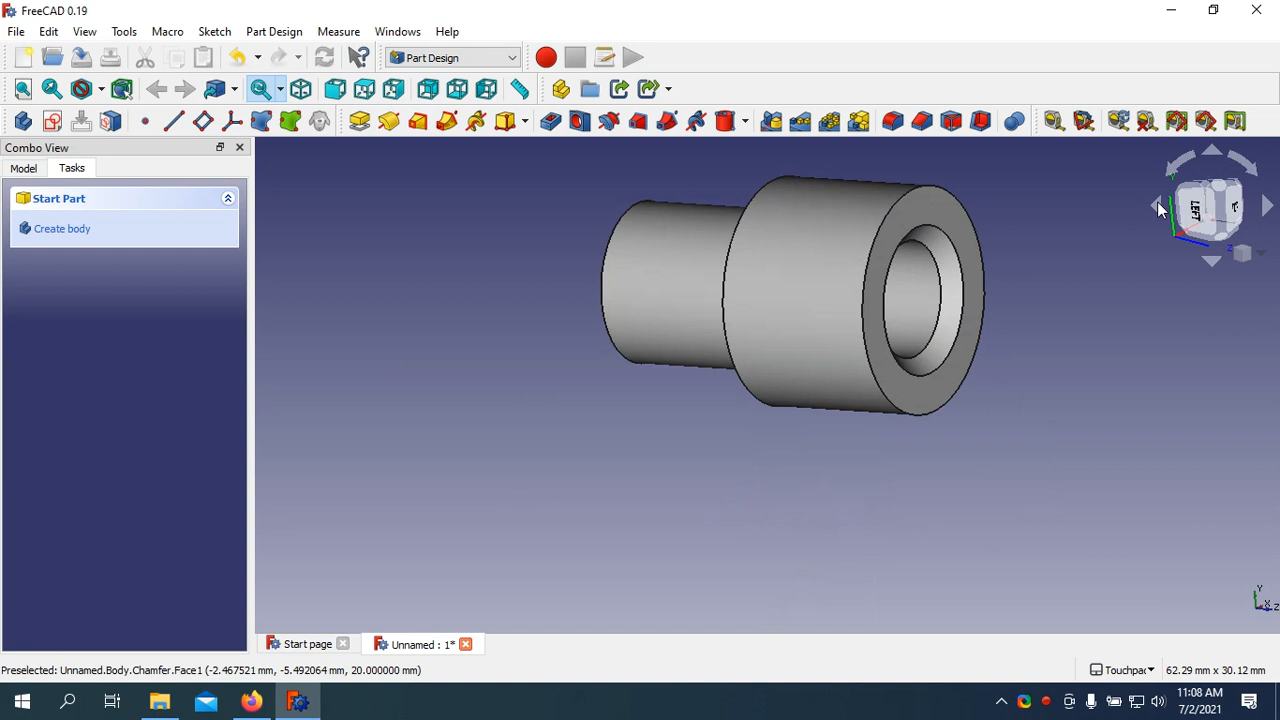 FreeCAD 0.19
File Edit View Tools Macro Sketch Part Design Measure Windows Help
Part Design
Combo View
Model Tasks
Start Part
Create body
LEFT
Y
Z
Y
X
Z
Start page
Unnamed : 1*
Preselected: Unnamed.Body.Chamfer.Face1 (-2.467521 mm, -5.492064 mm, 20.000000 mm)
Touchpad
62.29 mm x 30.12 mm
11:08 AM
7/2/2021